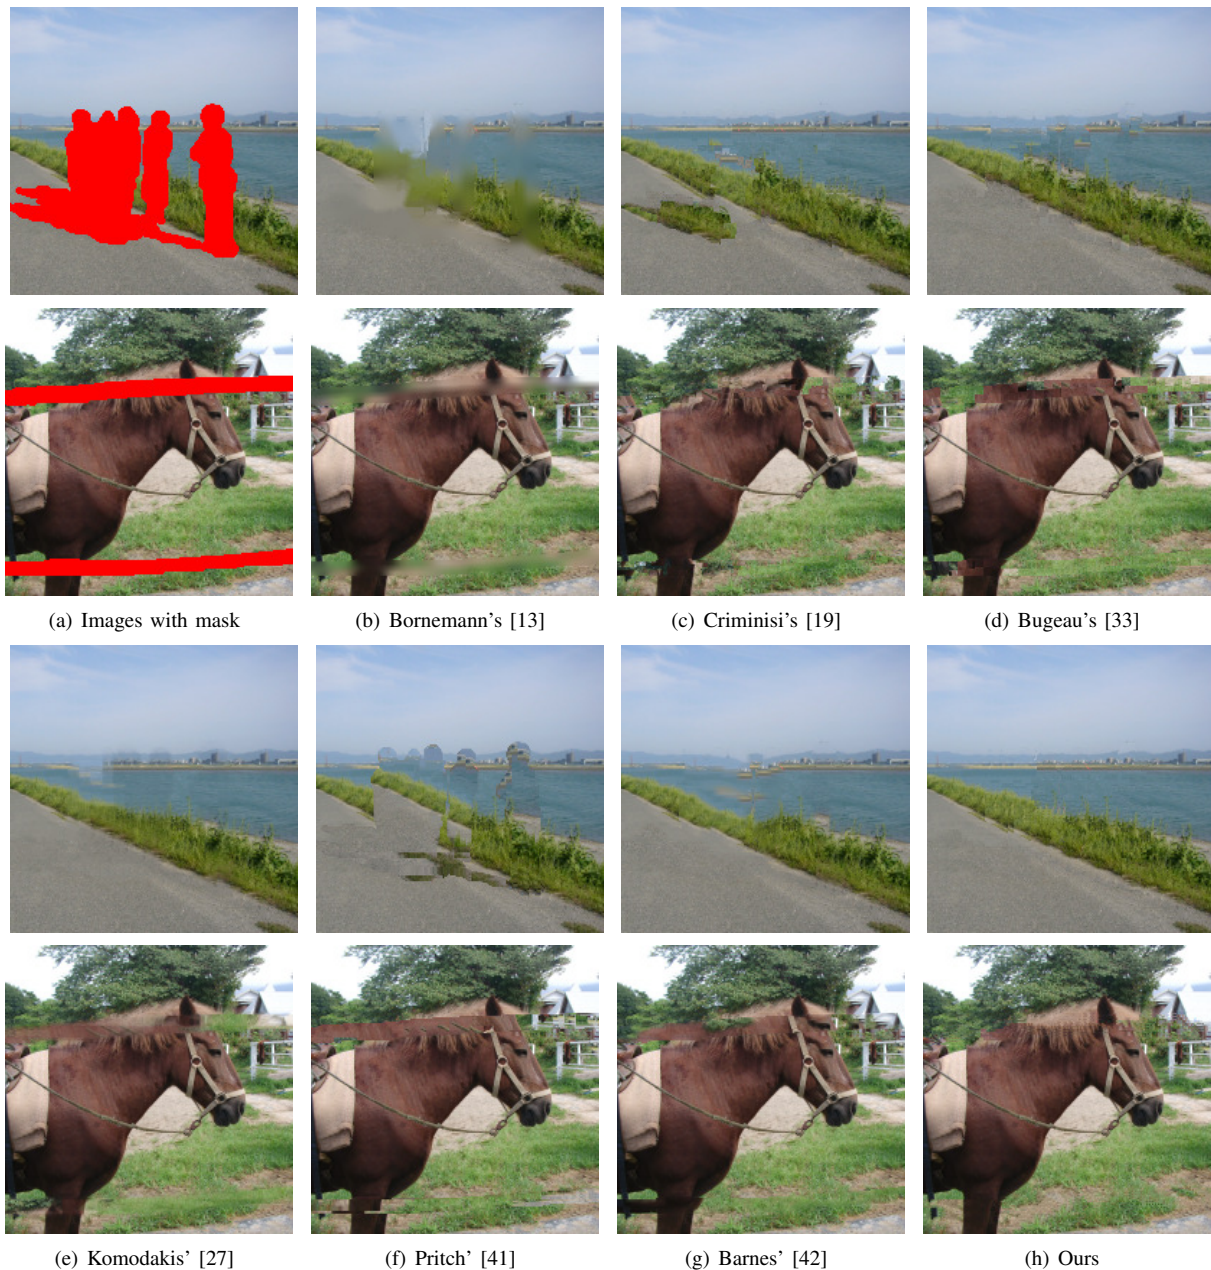 (a) Images with mask
(b) Bornemann's [13]
(c) Criminisi's [19]
(d) Bugeau's [33]
(e) Komodakis' [27]
(f) Pritch' [41]
(g) Barnes' [42]
(h) Ours